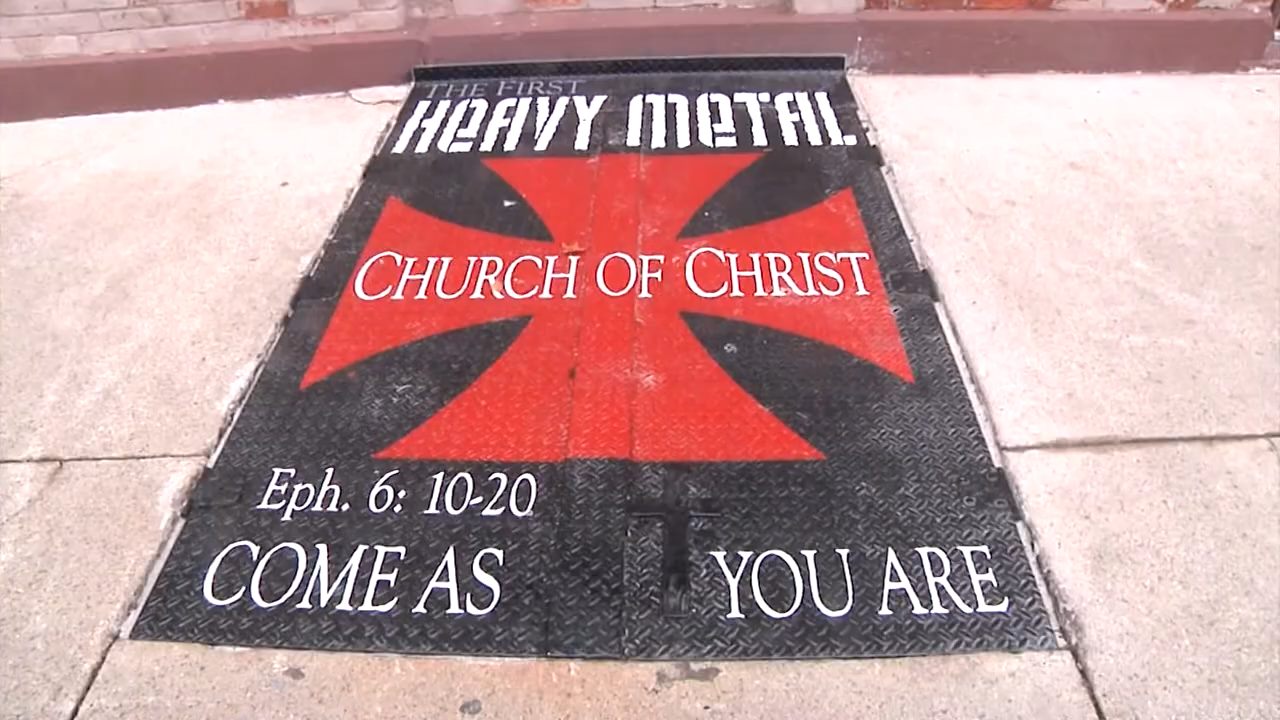 THE FIRST
HEAVY METAL
CHURCH OF CHRIST
Eph. 6: 10-20
COME AS YOU ARE